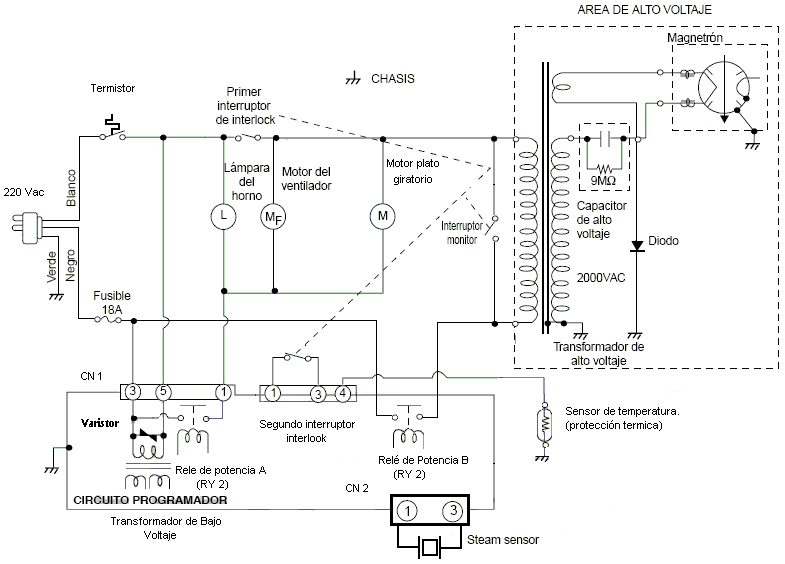 AREA DE ALTO VOLTAJE
Magnetrón
CHASIS
Termistor
Primer
interruptor
de interlock
220 Vac
Blanco
Verde
Negro
Lámpara
del
horno
Motor del
ventilador
Motor plato
giratorio
L
MF
M
Interruptor
monitor
9MΩ
Capacitor
de alto
voltaje
Diodo
2000VAC
Fusible
18A
Transformador de
alto voltaje
CN 1
3
5
1
1
3
4
Varistor
Segundo interruptor
interlook
Sensor de temperatura.
(protección termica)
Rele de potencia A
(RY 2)
Relé de Potencia B
(RY 2)
CIRCUITO PROGRAMADOR
CN 2
Transformador de Bajo
Voltaje
1
3
Steam sensor